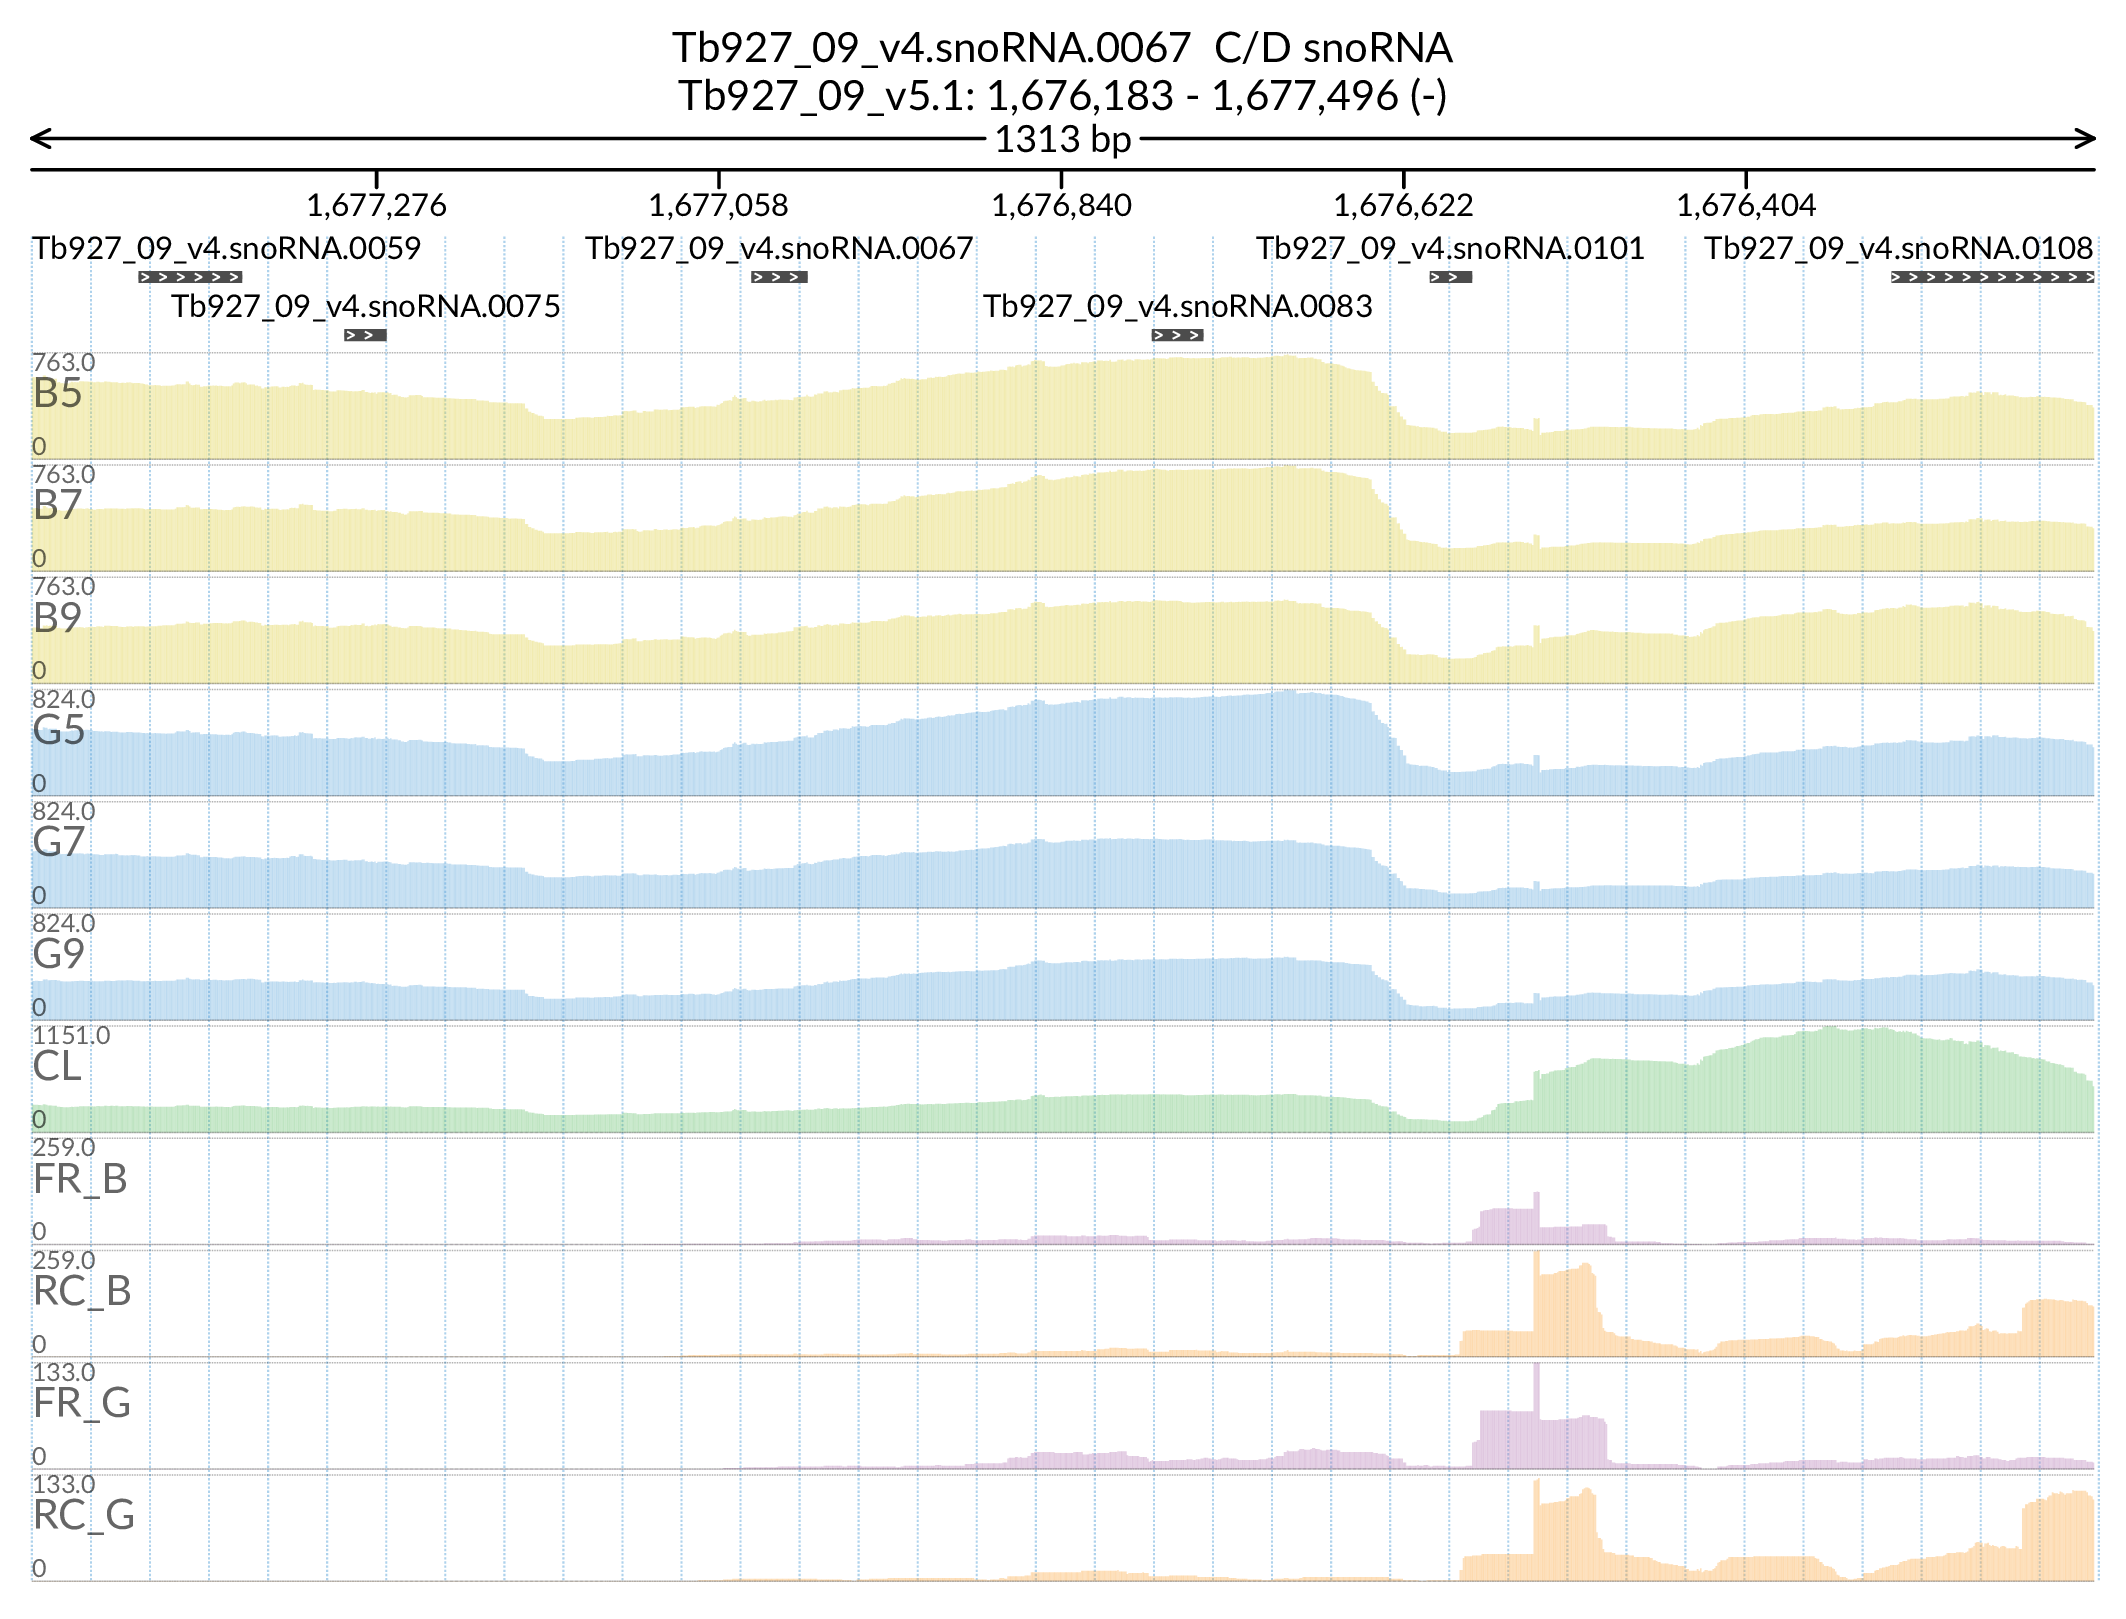 Tb927_09_v4.snoRNA.0067  C/D snoRNA
Tb927_09_v5.1: 1,676,183 - 1,677,496 (-)
1313 bp
1,677,276 1,677,058 1,676,840 1,676,622 1,676,404
Tb927_09_v4.snoRNA.0059 Tb927_09_v4.snoRNA.0067 Tb927_09_v4.snoRNA.0101 Tb927_09_v4.snoRNA.0108
Tb927_09_v4.snoRNA.0075 Tb927_09_v4.snoRNA.0083
763.0
B5
0
763.0
B7
0
763.0
B9
0
824.0
G5
0
824.0
G7
0
824.0
G9
0
1151.0
CL
0
259.0
FR_B
0
259.0
RC_B
0
133.0
FR_G
0
133.0
RC_G
0